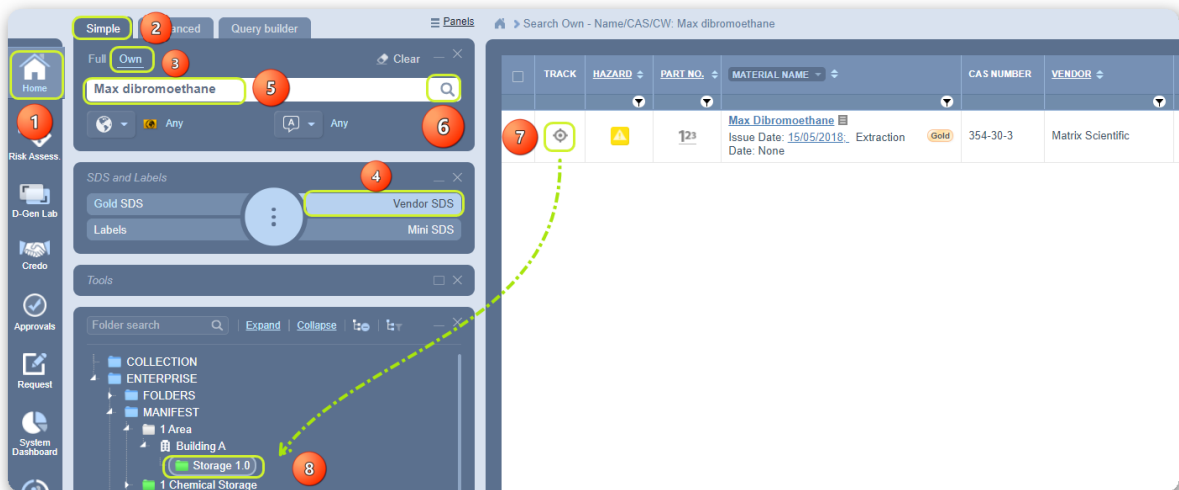 Simple
2
anced
Query builder
Panels
Search Own - Name/CAS/CW: Max dibromoethane
Home
1
Risk Assess.
D-Gen Lab
Credo
Approvals
Request
System
Dashboard
Full Own
3
Clear
Max dibromoethane
5
Any
A
Any
6
SDS and Labels
4
Gold SDS
Vendor SDS
Labels
Mini SDS
Tools
Folder search
Expand
Collapse
COLLECTION
ENTERPRISE
FOLDERS
MANIFEST
1 Area
Building A
Storage 1.0
8
1 Chemical Storage
TRACK
HAZARD
PART NO.
MATERIAL NAME
CAS NUMBER
VENDOR
7
123
Max Dibromoethane
Issue Date: 15/05/2018; Extraction
Date: None
Gold
354-30-3
Matrix Scientific